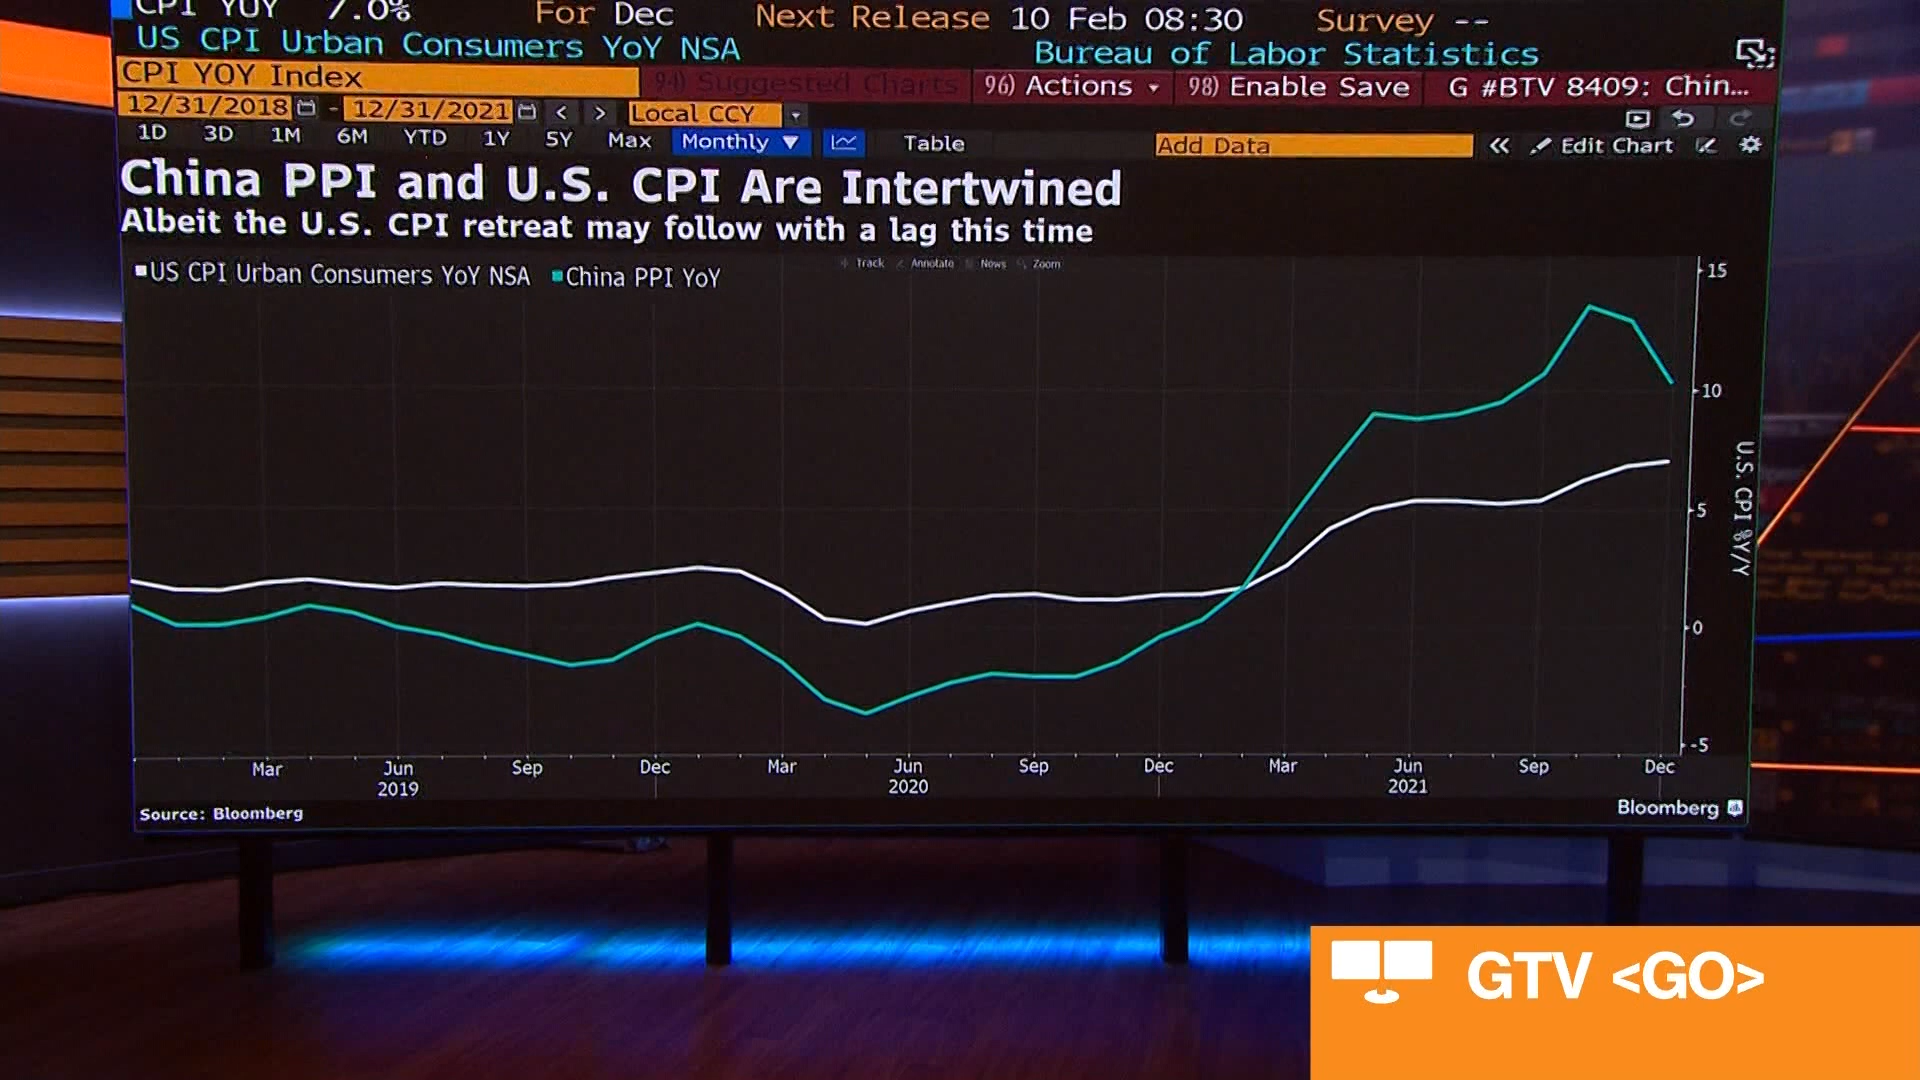 CPI YOY 7.0% For Dec Next Release 10 Feb 08:30 Survey --
US CPI Urban Consumers YoY NSA Bureau of Labor Statistics
CPI YOY Index 94) Suggested Charts 96) Actions 98) Enable Save G #BTV 8409: Chin...
12/31/2018 - 12/31/2021 < > Local CCY
1D 3D 1M 6M YTD 1Y 5Y Max Monthly ▼ Table Add Data « Edit Chart
China PPI and U.S. CPI Are Intertwined
Albeit the U.S. CPI retreat may follow with a lag this time
US CPI Urban Consumers YoY NSA China PPI YoY
Track Annotate News Zoom
15
10
5
0
-5
U.S. CPI %Y/Y
Mar Jun Sep Dec Mar Jun Sep Dec Mar Jun Sep Dec
2019 2020 2021
Source: Bloomberg
Bloomberg
GTV <GO>